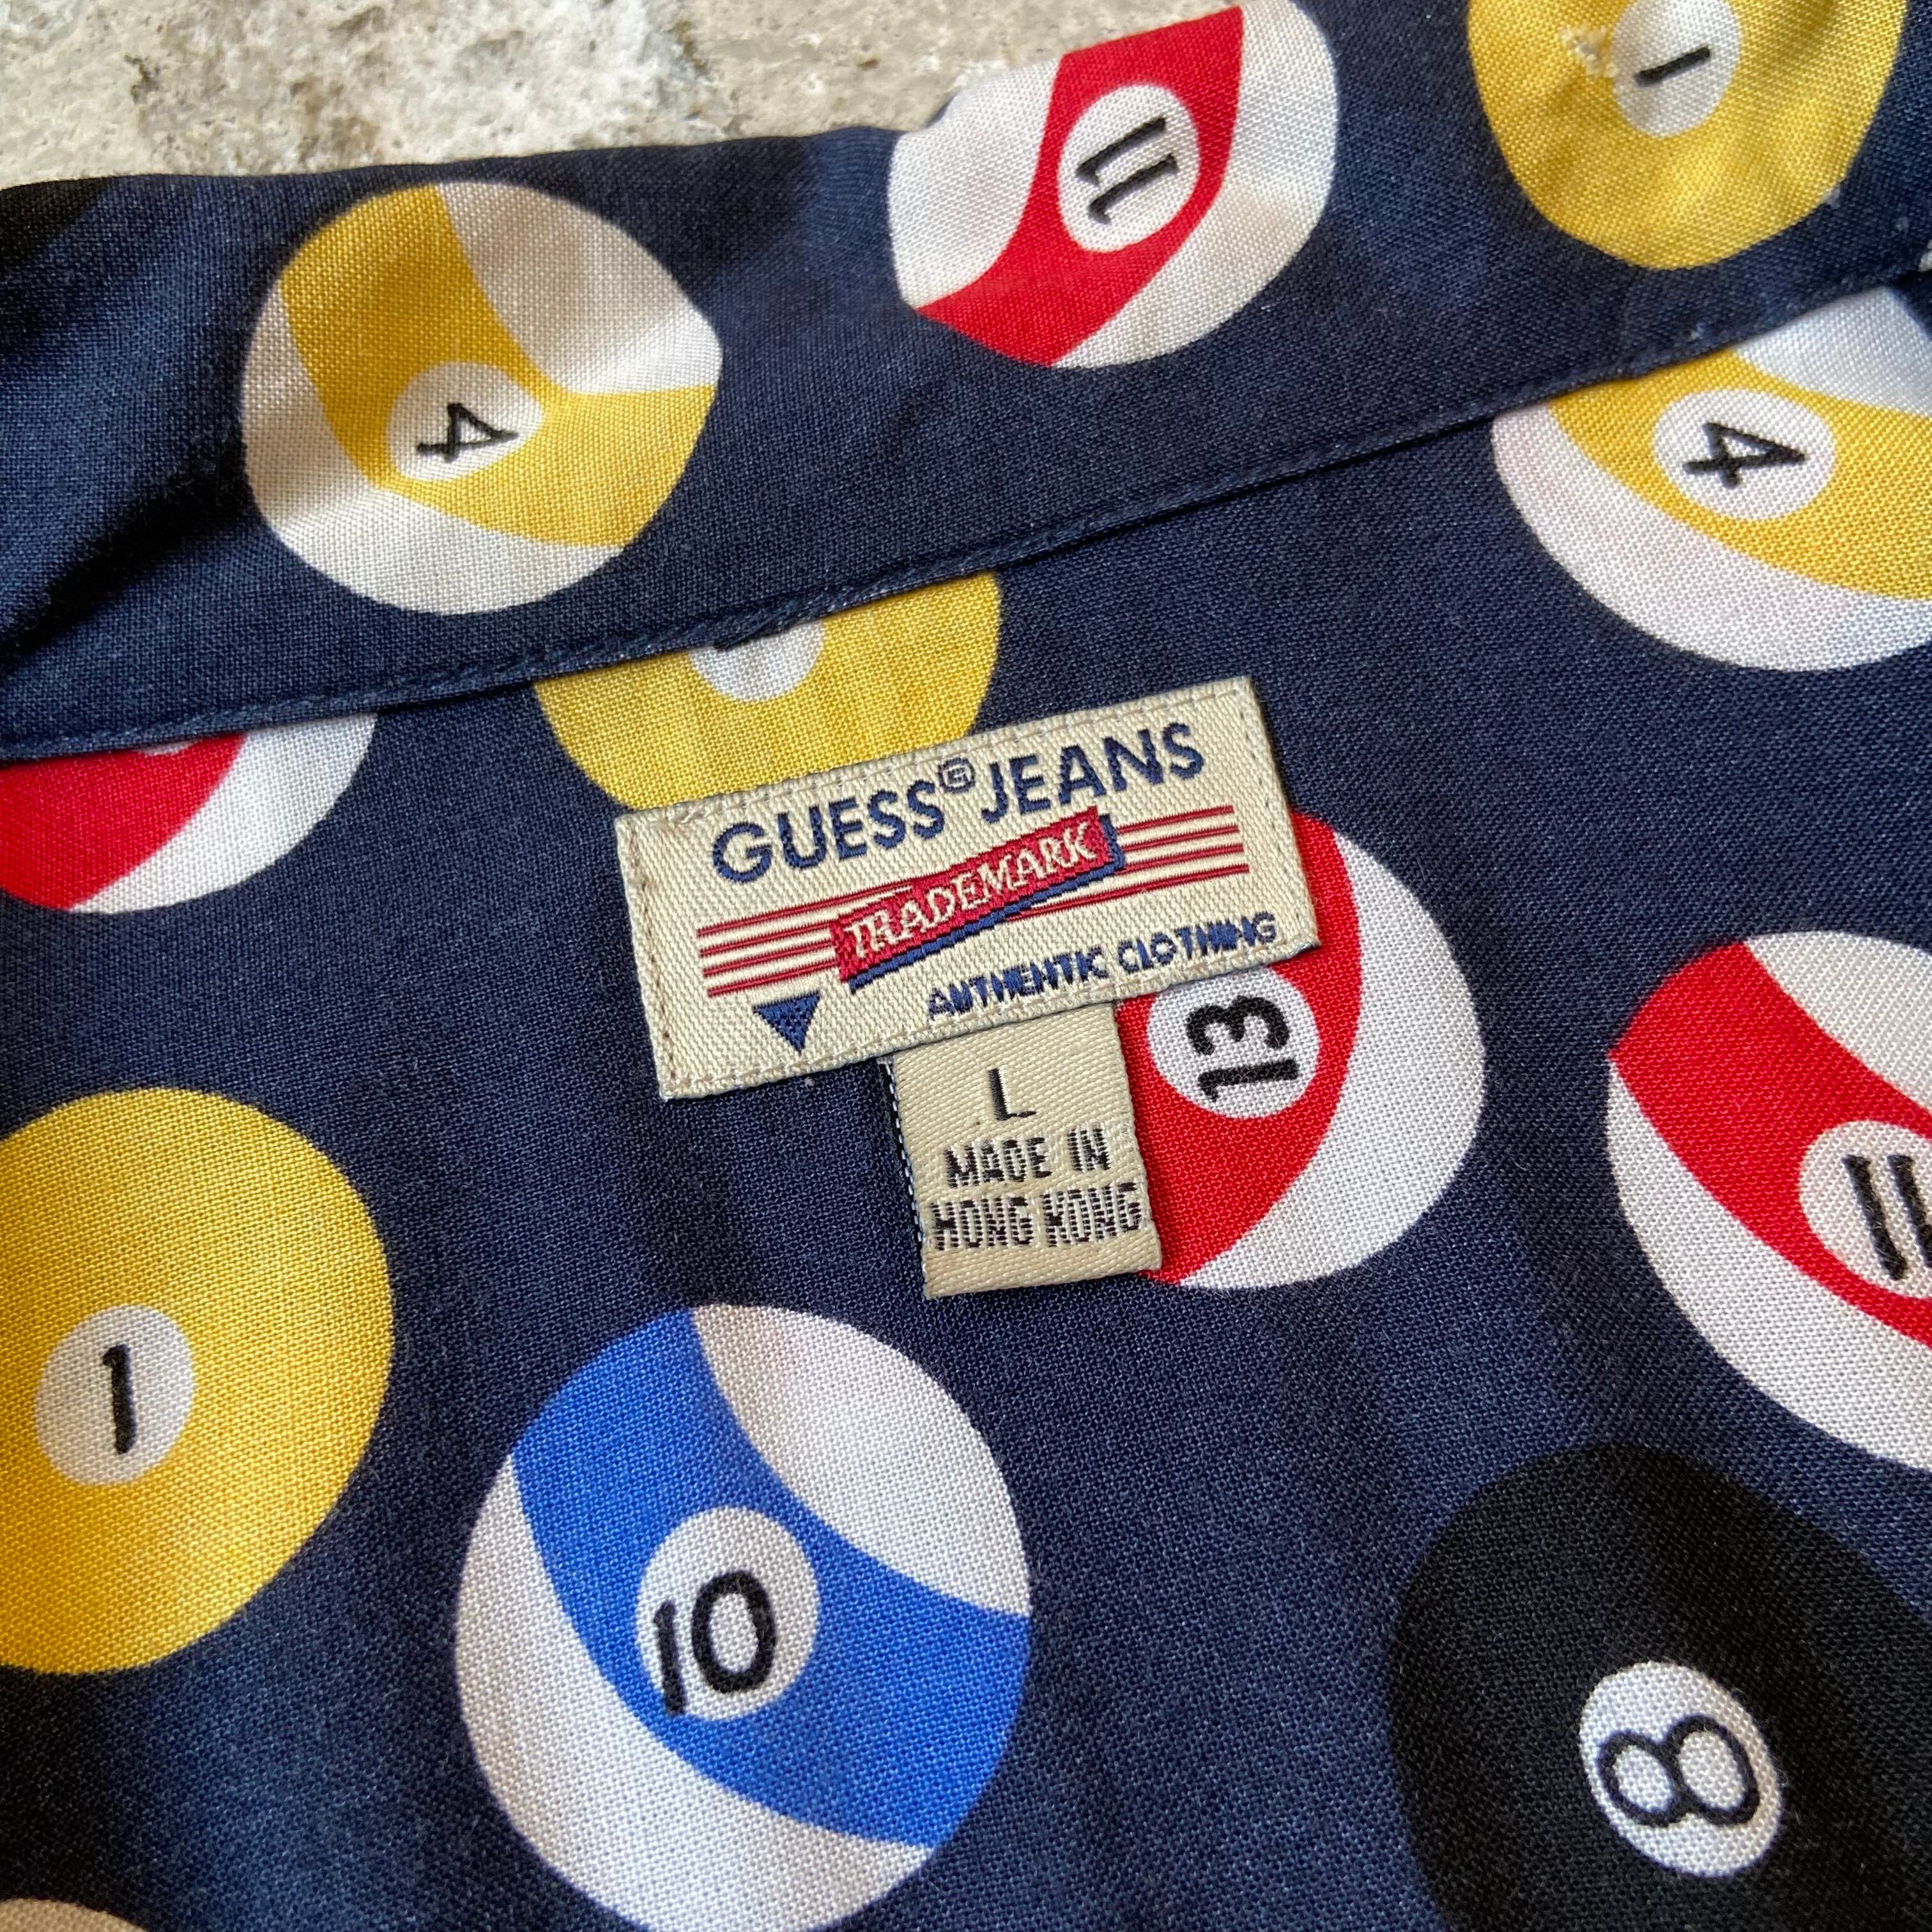 11
1
4
4
GUESS® JEANS
TRADEMARK
AUTHENTIC CLOTHING
13
L
MADE IN
HONG KONG
11
1
10
8